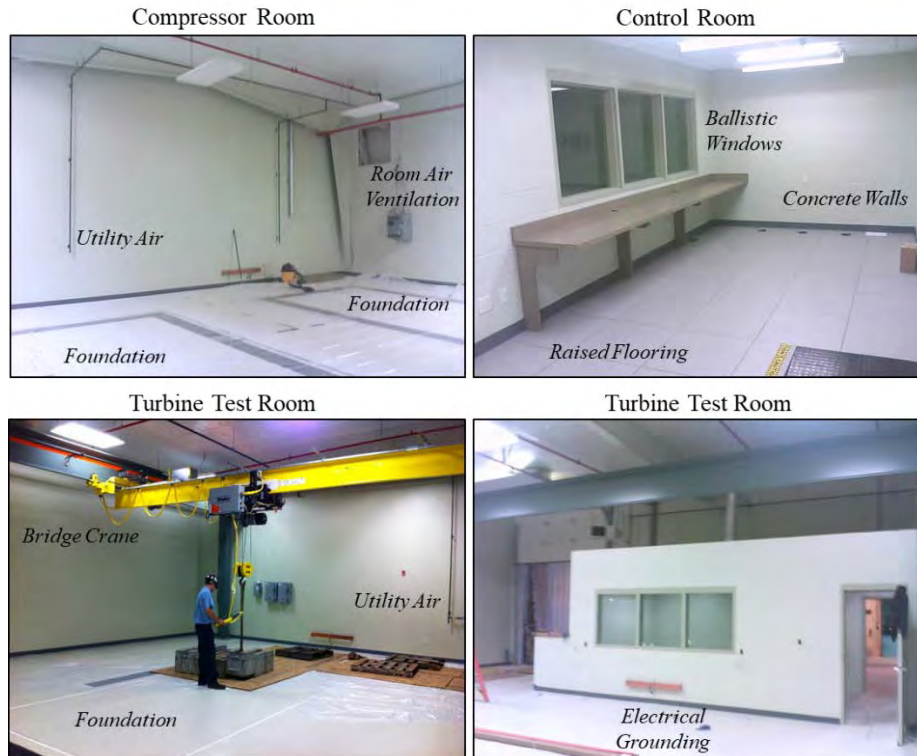 Compressor Room
Control Room
Ballistic
Windows
Room Air
Ventilation
Concrete Walls
Utility Air
Foundation
Foundation
Raised Flooring
Turbine Test Room
Turbine Test Room
Bridge Crane
Utility Air
Foundation
Electrical
Grounding